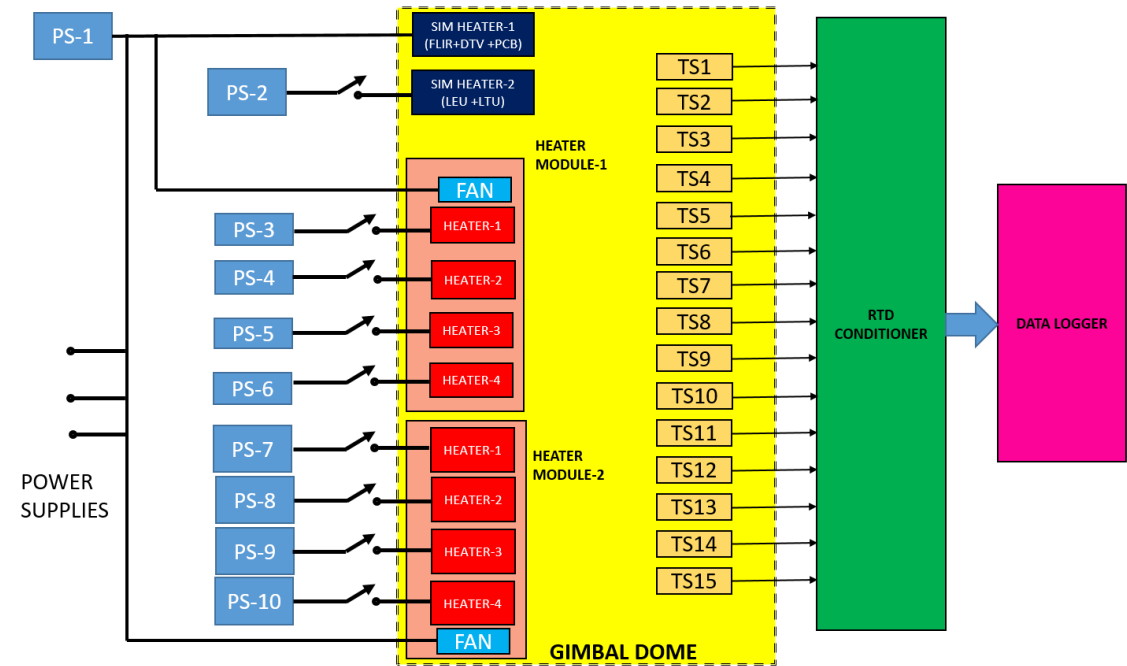 PS-1
SIM HEATER-1
(FLIR+DTV +PCB)
PS-2
SIM HEATER-2
(LEU +LTU)
HEATER
MODULE-1
FAN
PS-3
HEATER-1
PS-4
HEATER-2
PS-5
HEATER-3
PS-6
HEATER-4
PS-7
HEATER-1
HEATER
MODULE-2
PS-8
HEATER-2
PS-9
HEATER-3
PS-10
HEATER-4
FAN
POWER
SUPPLIES
GIMBAL DOME
TS1
TS2
TS3
TS4
TS5
TS6
TS7
TS8
TS9
TS10
TS11
TS12
TS13
TS14
TS15
RTD
CONDITIONER
DATA LOGGER